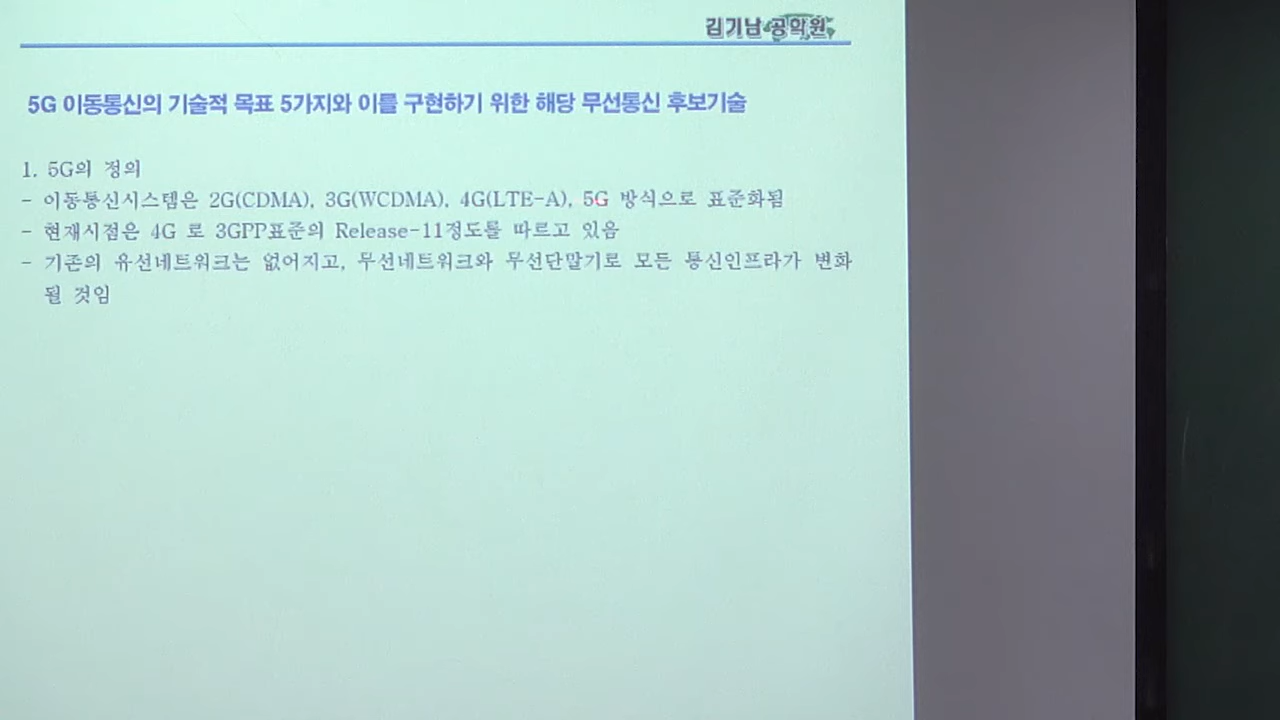 김기남 공학원
5G 이동통신의 기술적 목표 5가지와 이를 구현하기 위한 해당 무선통신 후보기술
1. 5G의 정의
- 이동통신시스템은 2G(CDMA), 3G(WCDMA), 4G(LTE-A), 5G 방식으로 표준화됨
- 현재시점은 4G 로 3GPP표준의 Release-11정도를 따르고 있음
- 기존의 유선네트워크는 없어지고, 무선네트워크와 무선단말기로 모든 통신인프라가 변화
될 것임